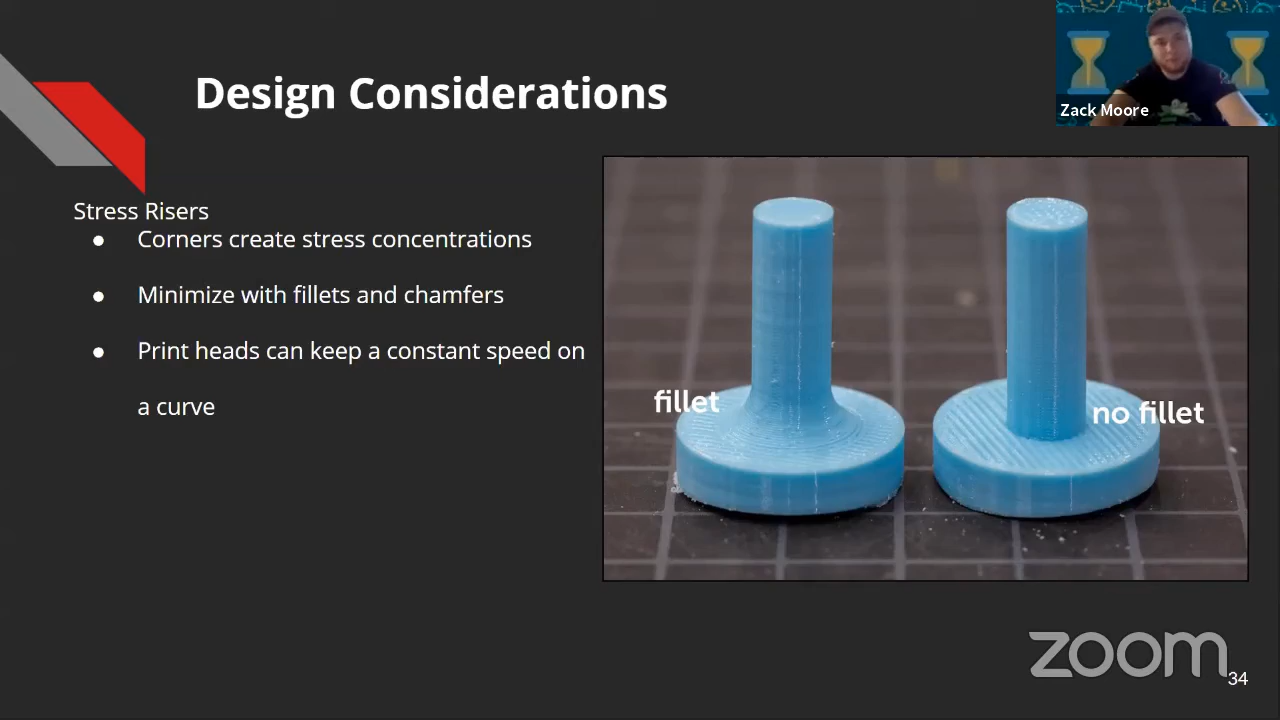 Design Considerations
Zack Moore
Stress Risers
● Corners create stress concentrations
● Minimize with fillets and chamfers
● Print heads can keep a constant speed on
a curve
fillet
no fillet
zoom
34